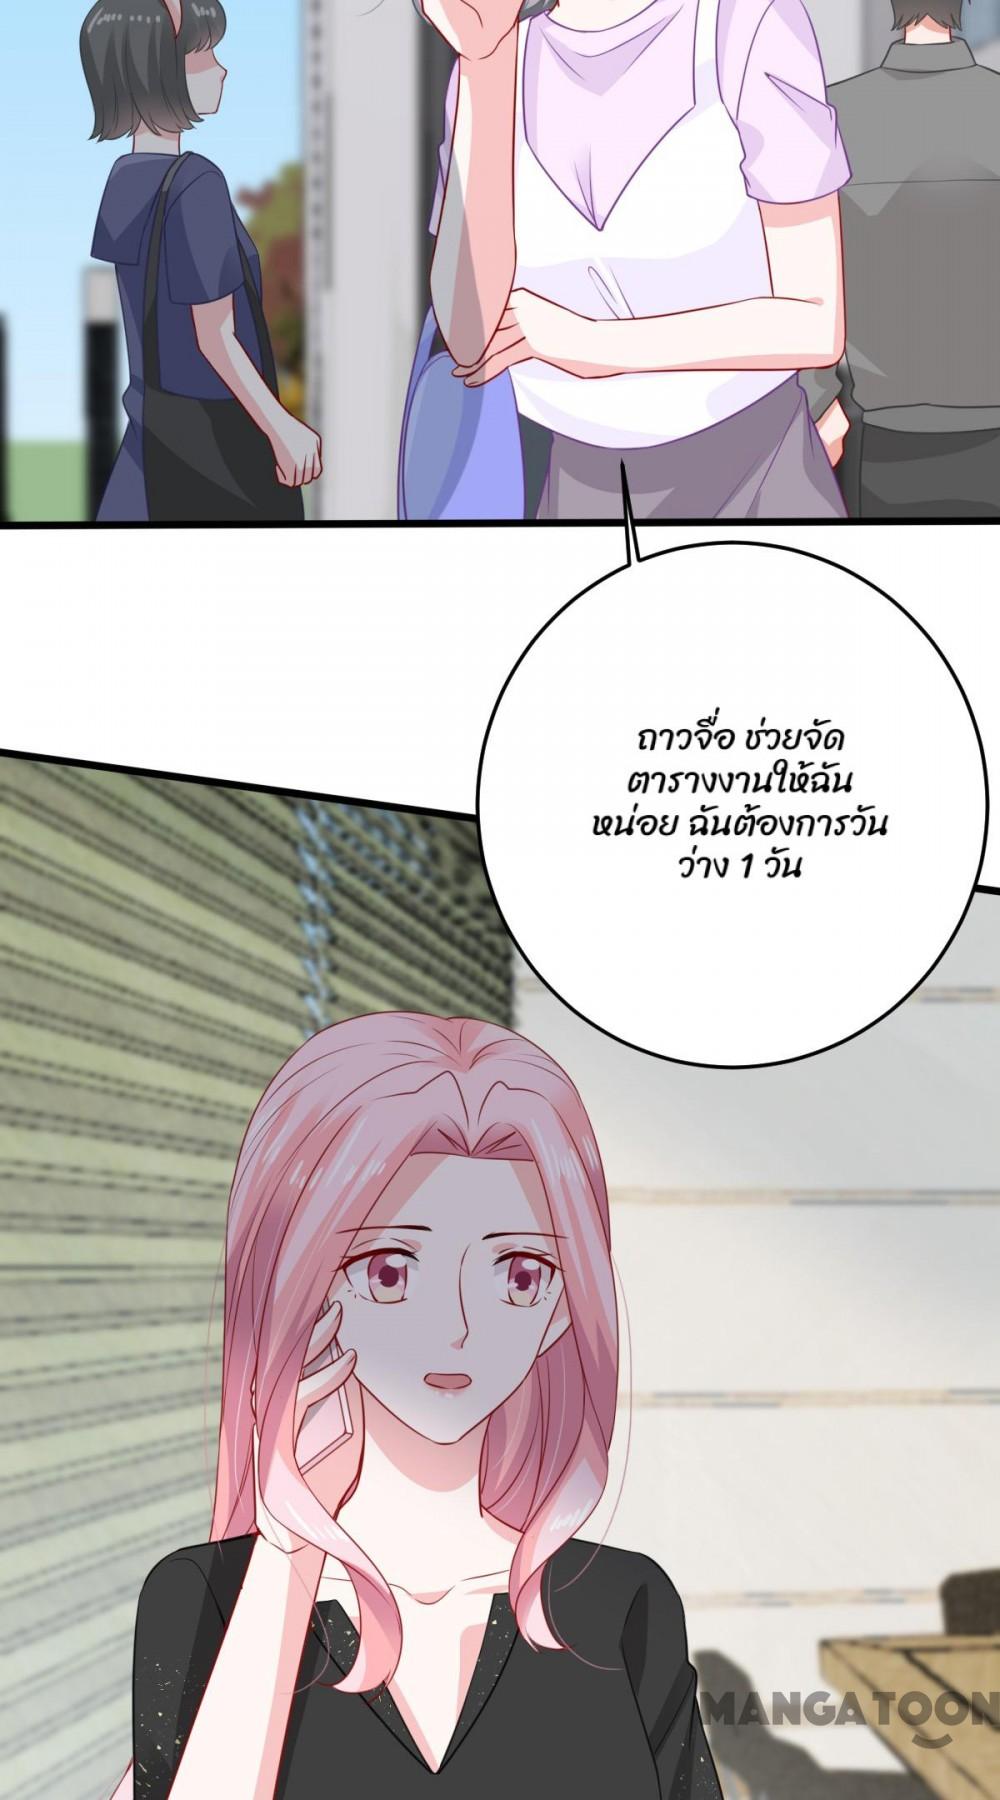 ถาวจื่อ ช่วยจัด
ตารางงานให้ฉัน
หน่อย ฉันต้องการวัน
ว่าง 1 วัน
MANGATOON